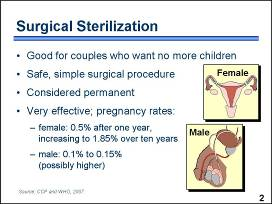 Surgical Sterilization
• Good for couples who want no more children
• Safe, simple surgical procedure
• Considered permanent
• Very effective; pregnancy rates:
– female: 0.5% after one year,
increasing to 1.85% over ten years
– male: 0.1% to 0.15%
(possibly higher)
Female
Male
Source: CCP and WHO, 2007
2